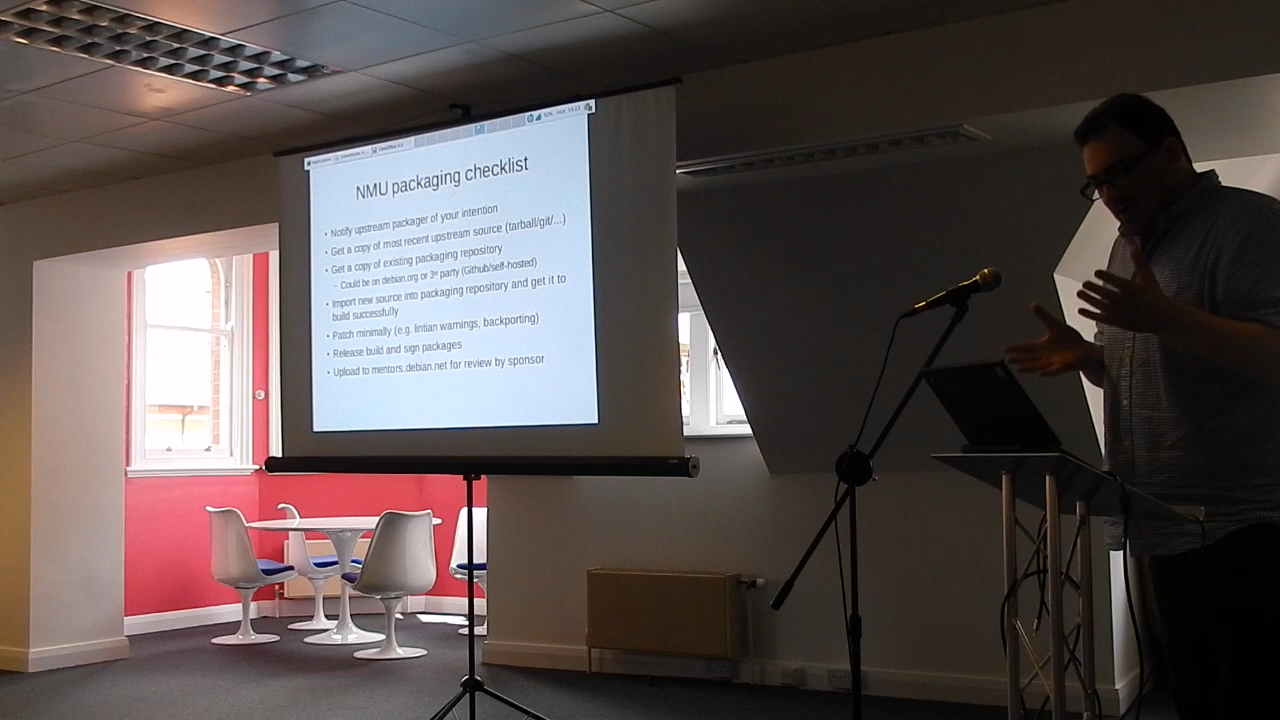 NMU packaging checklist
• Notify upstream packager of your intention
• Get a copy of most recent upstream source (tarball/git/...)
• Get a copy of existing packaging repository
- Could be on debian.org or 3rd party (Github/self-hosted)
• Import new source into packaging repository and get it to
build successfully
• Patch minimally (e.g. lintian warnings, backporting)
• Release build and sign packages
• Upload to mentors.debian.net for review by sponsor